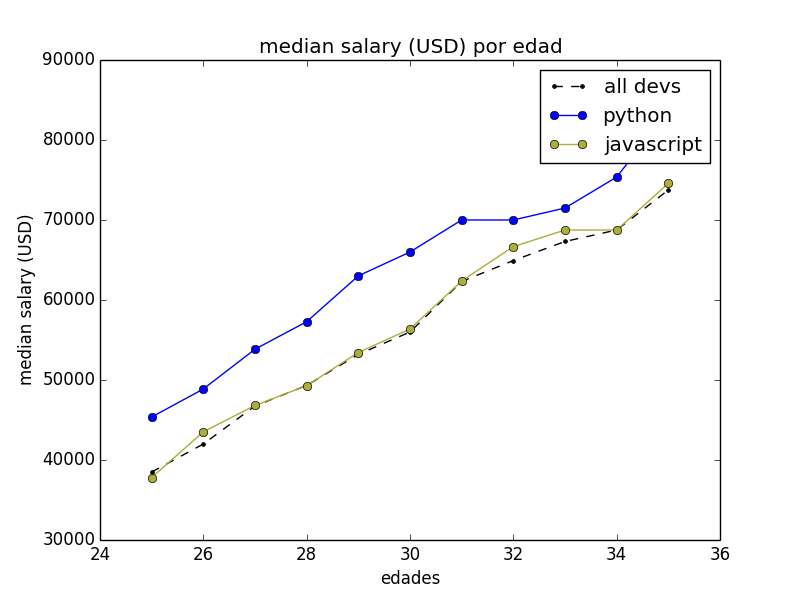 median salary (USD) por edad
90000
80000
70000
60000
50000
40000
30000
median salary (USD)
all devs
python
javascript
24 26 28 30 32 34 36
edades